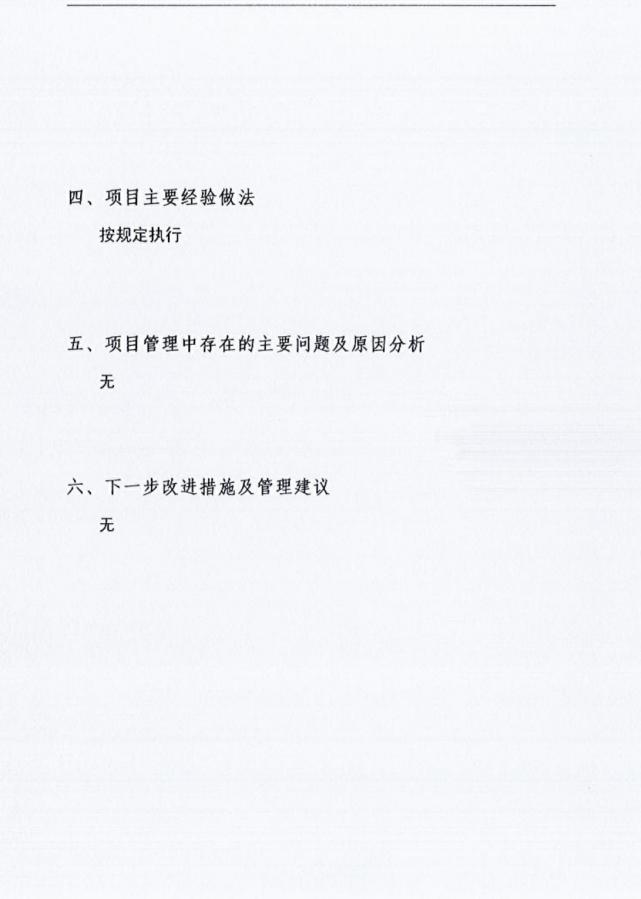 四、项目主要经验做法
按规定执行
五、项目管理中存在的主要问题及原因分析
无
六、下一步改进措施及管理建议
无